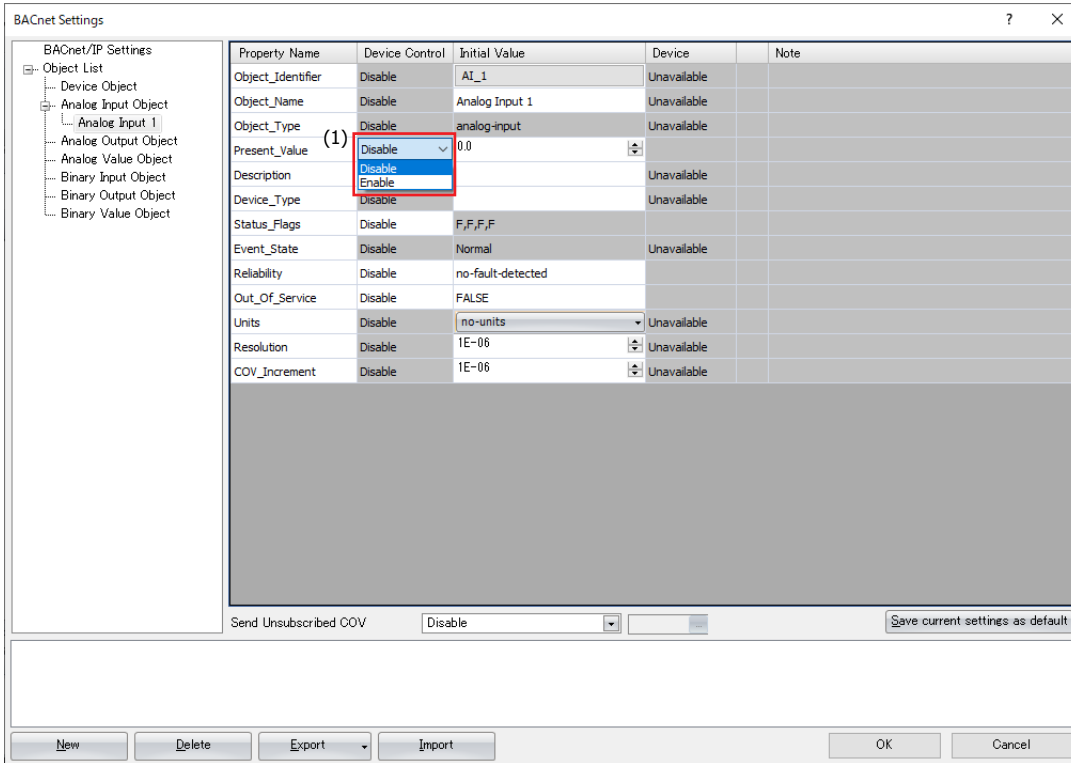 BACnet Settings ? ×
BACnet/IP Settings
Object List
Device Object
Analog Input Object
Analog Input 1
Analog Output Object
Analog Value Object
Binary Input Object
Binary Output Object
Binary Value Object
Property Name Device Control Initial Value Device Note
Object_Identifier Disable AI_1 Unavailable
Object_Name Disable Analog Input 1 Unavailable
Object_Type Disable analog-input Unavailable
(1)
Present_Value Disable 0.0
Disable
Enable
Description Unavailable
Device_Type Disable Unavailable
Status_Flags Disable F,F,F,F
Event_State Disable Normal Unavailable
Reliability Disable no-fault-detected
Out_Of_Service Disable FALSE
Units Disable no-units Unavailable
Resolution Disable 1E-06 Unavailable
COV_Increment Disable 1E-06 Unavailable
Send Unsubscribed COV Disable ... Save current settings as default
New Delete Export Import OK Cancel